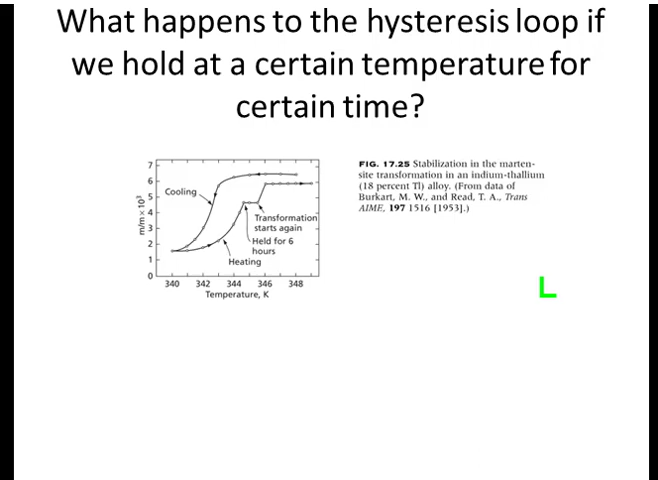 What happens to the hysteresis loop if
we hold at a certain temperature for
certain time?
7
6
5
4
3
2
1
0
m/m × 10³
Cooling
Transformation
starts again
Held for 6
hours
Heating
340 342 344 346 348
Temperature, K
FIG. 17.25 Stabilization in the marten-
site transformation in an indium-thallium
(18 percent Tl) alloy. (From data of
Burkart, M. W., and Read, T. A., Trans
AIME, 197 1516 [1953].)
L